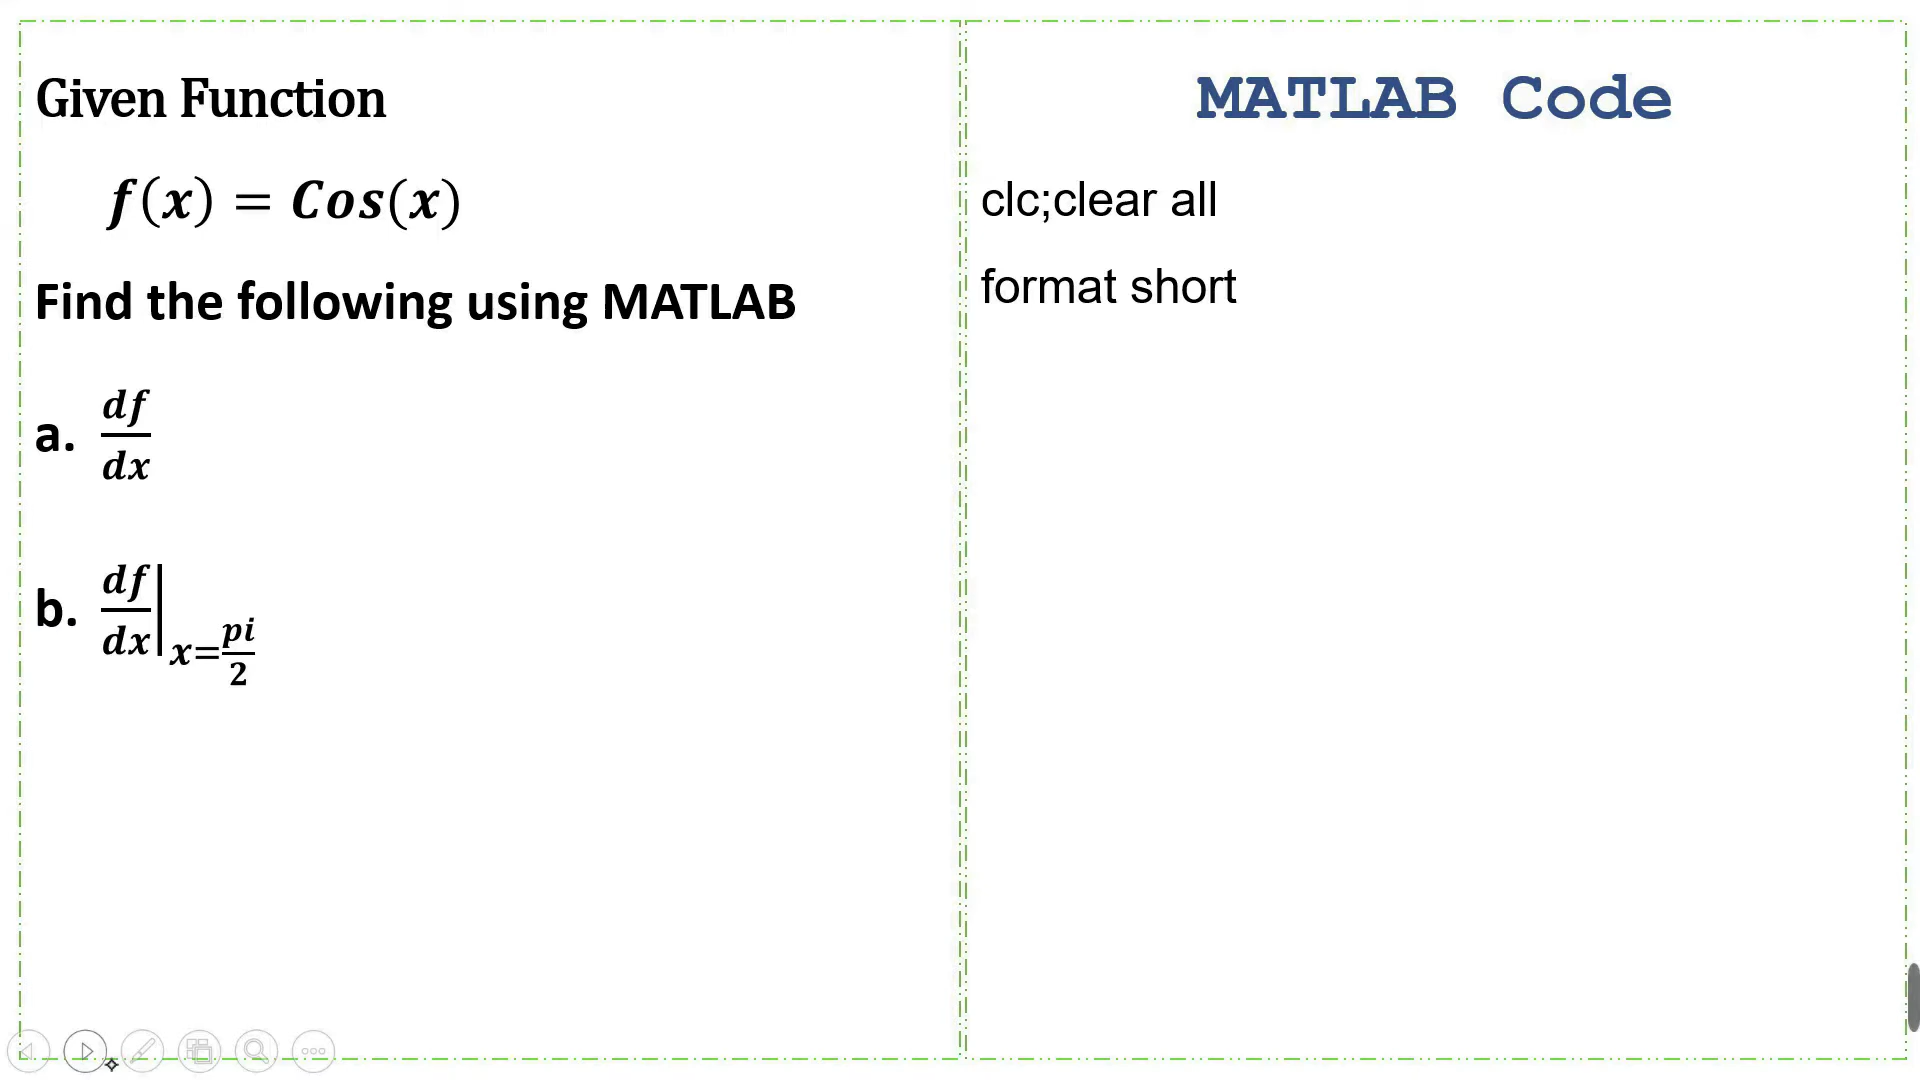 Given Function
f(x) = Cos(x)
Find the following using MATLAB
a. df/dx
b. df/dx|x=pi/2
MATLAB Code
clc;clear all
format short